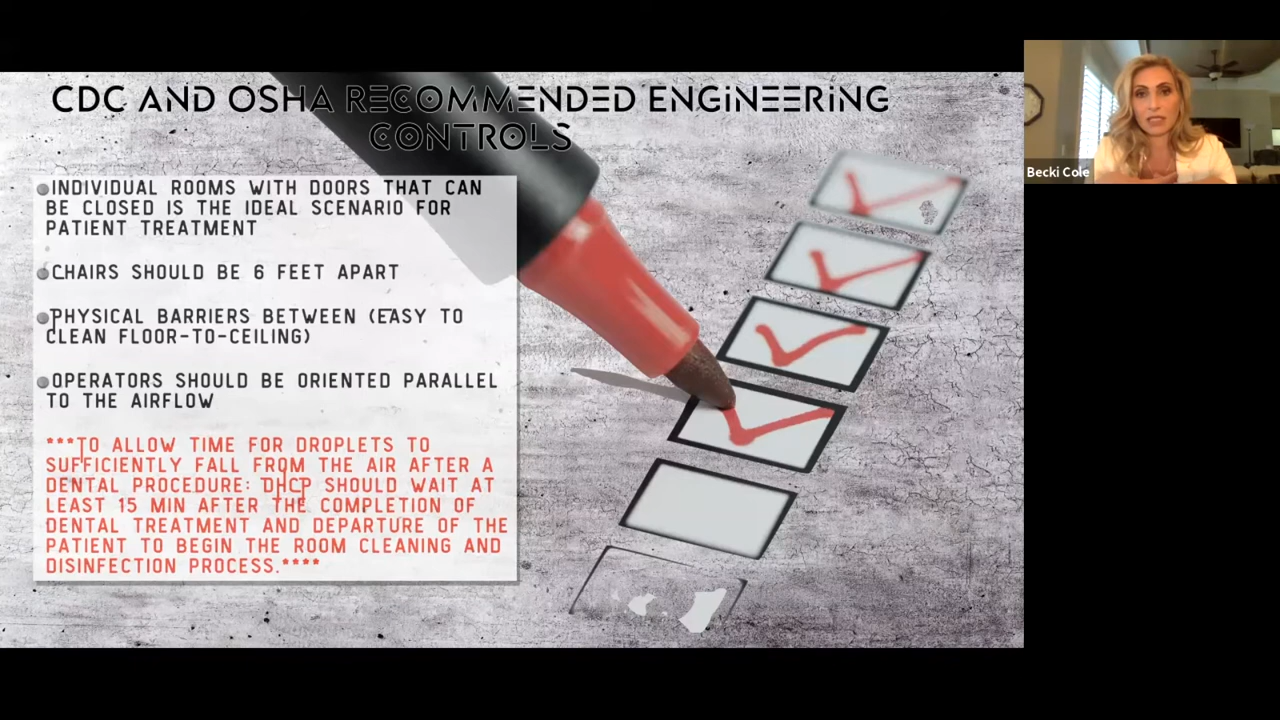 CDC AND OSHA RECOMMENDED ENGINEERING
CONTROLS
INDIVIDUAL ROOMS WITH DOORS THAT CAN
BE CLOSED IS THE IDEAL SCENARIO FOR
PATIENT TREATMENT
CHAIRS SHOULD BE 6 FEET APART
PHYSICAL BARRIERS BETWEEN (EASY TO
CLEAN FLOOR-TO-CEILING)
OPERATORS SHOULD BE ORIENTED PARALLEL
TO THE AIRFLOW
***TO ALLOW TIME FOR DROPLETS TO
SUFFICIENTLY FALL FROM THE AIR AFTER A
DENTAL PROCEDURE: DHCP SHOULD WAIT AT
LEAST 15 MIN AFTER THE COMPLETION OF
DENTAL TREATMENT AND DEPARTURE OF THE
PATIENT TO BEGIN THE ROOM CLEANING AND
DISINFECTION PROCESS.****
Becki Cole